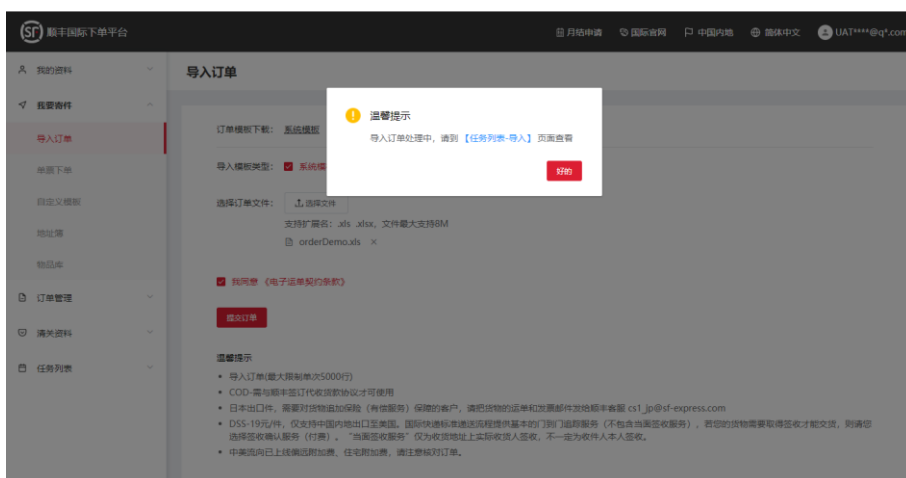 SF 顺丰国际下单平台
月结申请 国际官网 中国内地 简体中文 UAT****@q*.com
我的资料
导入订单
我要寄件
温馨提示
订单模板下载： 系统模板
导入订单处理中，请到【任务列表-导入】页面查看
导入订单
导入模板类型： 系统模
好的
单票下单
自定义模板
选择订单文件： 选择文件
支持扩展名：.xls .xlsx，文件最大支持8M
地址簿
orderDemo.xls ×
物品库
我同意《电子运单契约条款》
订单管理
提交订单
清关资料
温馨提示
任务列表
• 导入订单(最大限制单次5000行)
• COD-需与顺丰签订代收货款协议才可使用
• 日本出口件，需要对货物追加保险（有偿服务）保障的客户，请把货物的运单和发票邮件发给顺丰客服 cs1_jp@sf-express.com
• DSS-19元/件，仅支持中国内地出口至美国。国际快递标准递送流程提供基本的门到门追踪服务（不包含当面签收服务），若您的货物需要取得签收才能交货，则请您
选择签收确认服务（付费）。“当面签收服务”仅为收货地址上实际收货人签收，不一定为收件人本人签收。
• 中美流向已上线偏远附加费、住宅附加费，请注意核对订单。